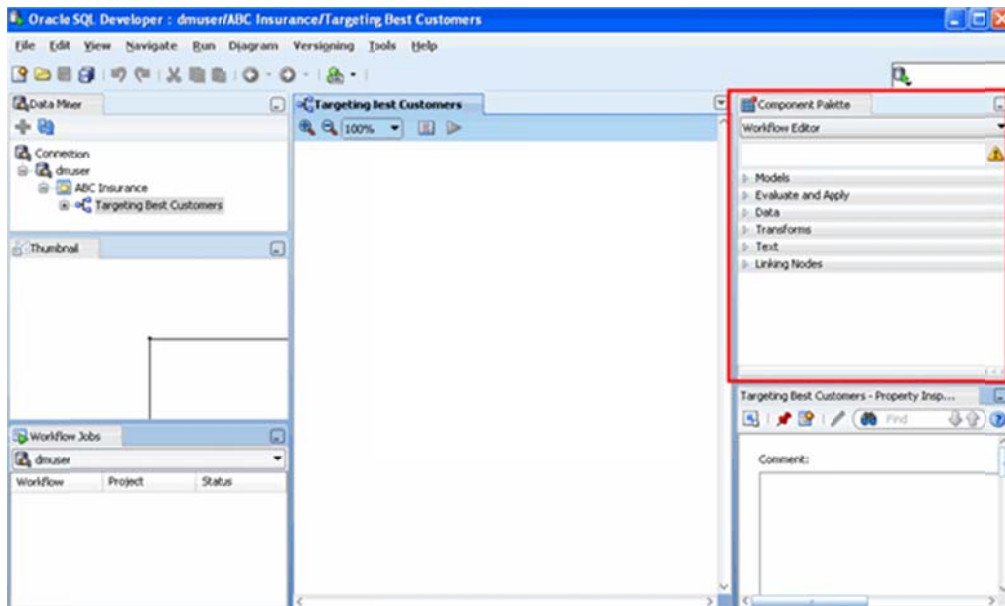 Oracle SQL Developer : dmuser/ABC Insurance/Targeting Best Customers
File Edit View Navigate Run Diagram Versioning Tools Help
Data Miner
Connection
dmuser
ABC Insurance
Targeting Best Customers
Thumbnail
Workflow Jobs
dmuser
Workflow Project Status
Targeting Best Customers
100%
Component Palette
Workflow Editor
Models
Evaluate and Apply
Data
Transforms
Text
Linking Nodes
Targeting Best Customers - Property Insp...
Find
Comment: